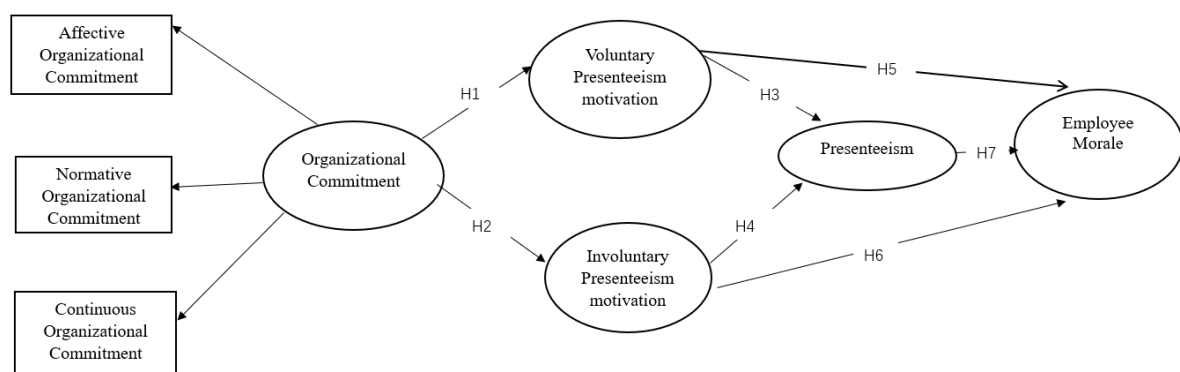 Affective
Organizational
Commitment
Normative
Organizational
Commitment
Continuous
Organizational
Commitment
Organizational
Commitment
H1
H2
Voluntary
Presenteeism
motivation
Involuntary
Presenteeism
motivation
H3
H4
Presenteeism
H5
H6
H7
Employee
Morale